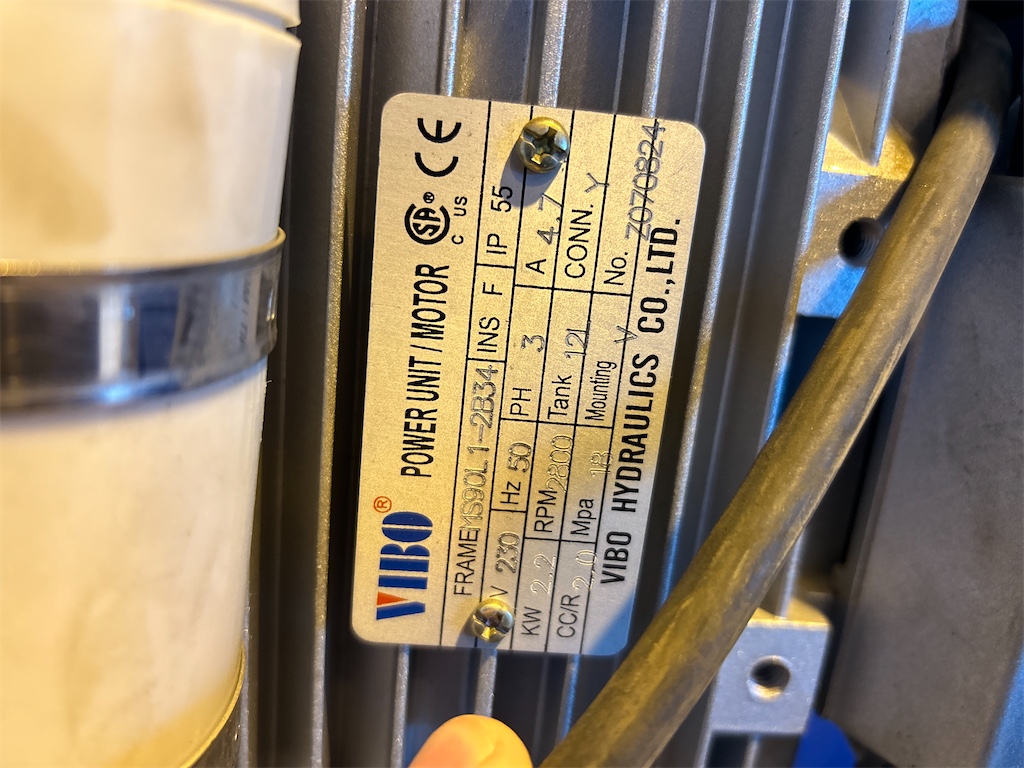 VIBO® POWER UNIT / MOTOR C SA® US CE
FRAME MS90L1-2B34 INS F IP 55
V 230 Hz 50 PH 3 A 4.7
KW 2.2 RPM 2800 Tank 12L CONN. Y
CC/R 2.0 Mpa 18 Mounting V No. Z070824
VIBO HYDRAULICS CO.,LTD.